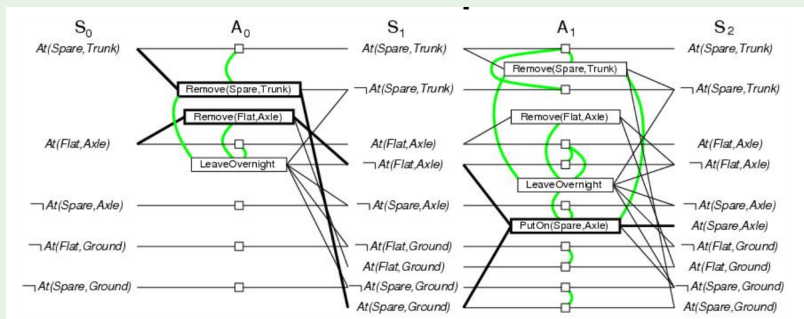 S0 A0 S1 A1 S2
At(Spare,Trunk) At(Spare,Trunk) At(Spare,Trunk)
Remove(Spare,Trunk)
Remove(Spare,Trunk) ¬At(Spare,Trunk) ¬At(Spare,Trunk)
Remove(Flat,Axle) Remove(Flat,Axle)
At(Flat,Axle) At(Flat,Axle) At(Flat,Axle)
LeaveOvernight ¬At(Flat,Axle) ¬At(Flat,Axle)
LeaveOvernight
¬At(Spare,Axle) ¬At(Spare,Axle) ¬At(Spare,Axle)
PutOn(Spare,Axle) At(Spare,Axle)
¬At(Flat,Ground) ¬At(Flat,Ground) ¬At(Flat,Ground)
At(Flat,Ground) At(Flat,Ground)
¬At(Spare,Ground) ¬At(Spare,Ground) ¬At(Spare,Ground)
At(Spare,Ground) At(Spare,Ground)